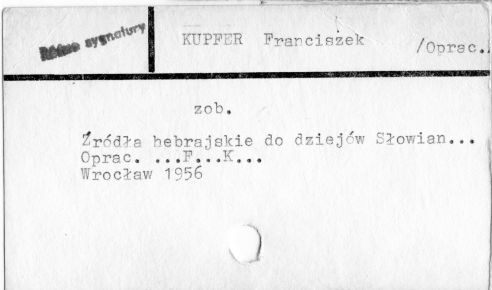 Różne sygnatury
KUPFER Franciszek /Oprac./
zob.
Źródła hebrajskie do dziejów Słowian...
Oprac. ...F...K...
Wrocław 1956